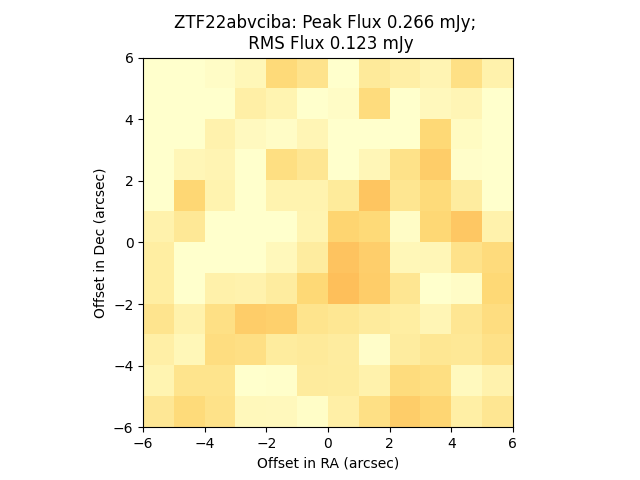 ZTF22abvciba: Peak Flux 0.266 mJy;
RMS Flux 0.123 mJy
6
4
2
0
−2
−4
−6
Offset in Dec (arcsec)
−6 −4 −2 0 2 4 6
Offset in RA (arcsec)